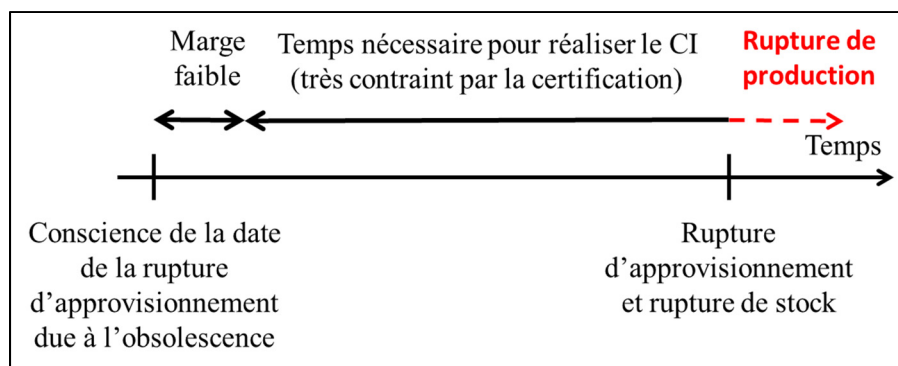 Marge
faible
Temps nécessaire pour réaliser le CI
(très contraint par la certification)
Rupture de
production
Temps
Conscience de la date
de la rupture
d’approvisionnement
due à l’obsolescence
Rupture
d’approvisionnement
et rupture de stock